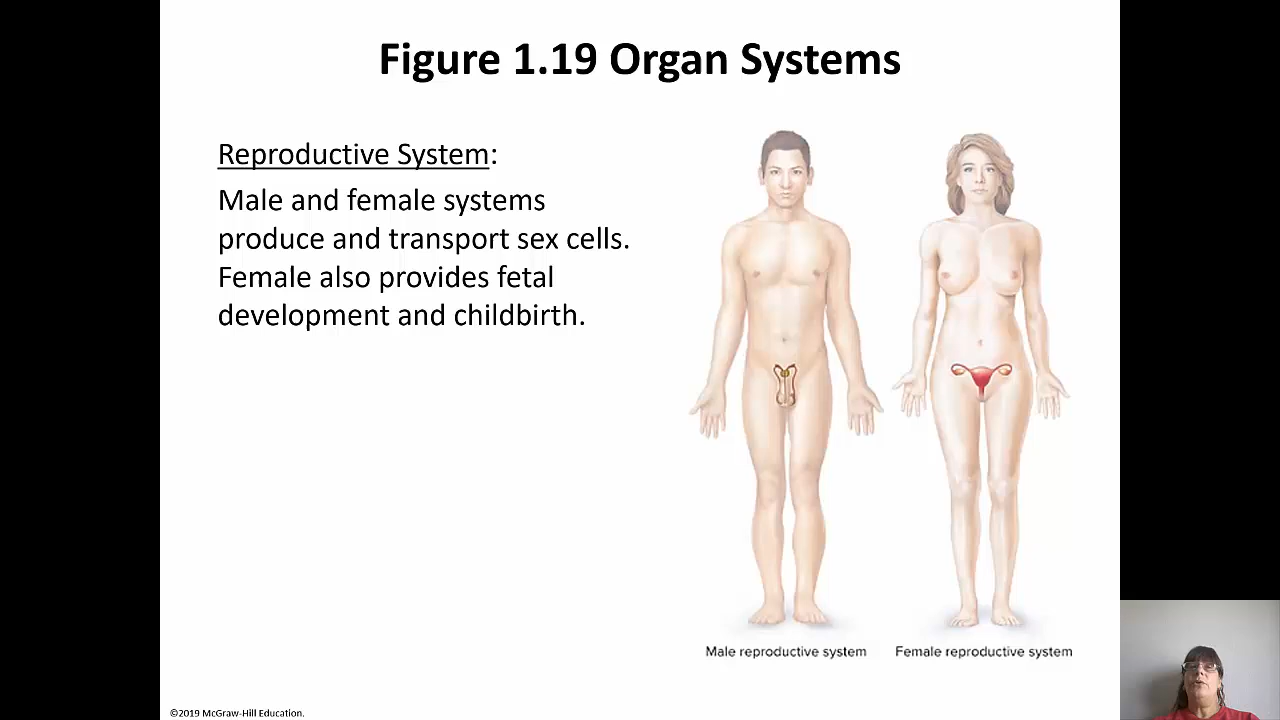 Figure 1.19 Organ Systems
Reproductive System:
Male and female systems
produce and transport sex cells.
Female also provides fetal
development and childbirth.
Male reproductive system
Female reproductive system
©2019 McGraw-Hill Education.